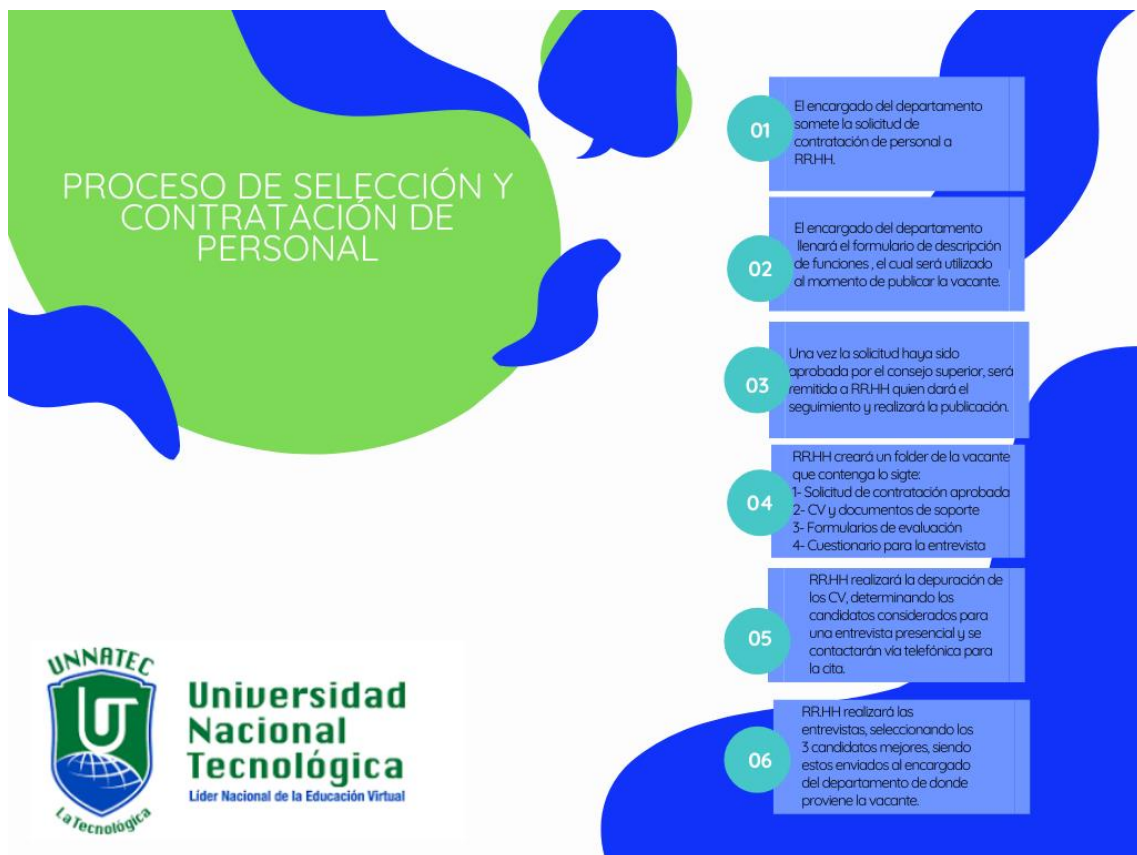 PROCESO DE SELECCIÓN Y
CONTRATACIÓN DE
PERSONAL
01
El encargado del departamento
somete la solicitud de
contratación de personal a
RR.HH.
02
El encargado del departamento
llenará el formulario de descripción
de funciones , el cual será utilizado
al momento de publicar la vacante.
03
Una vez la solicitud haya sido
aprobada por el consejo superior, será
remitida a RR.HH quien dará el
seguimiento y realizará la publicación.
04
RR.HH creará un folder de la vacante
que contenga lo sigte:
1- Solicitud de contratación aprobada
2- CV y documentos de soporte
3- Formularios de evaluación
4- Cuestionario para la entrevista
05
RR.HH realizará la depuración de
los CV, determinando los
candidatos considerados para
una entrevista presencial y se
contactarán vía telefónica para
la cita.
06
RR.HH realizará las
entrevistas, seleccionando los
3 candidatos mejores, siendo
estos enviados al encargado
del departamento de donde
proviene la vacante.
UNNATEC
UT
La Tecnológica
Universidad
Nacional
Tecnológica
Líder Nacional de la Educación Virtual